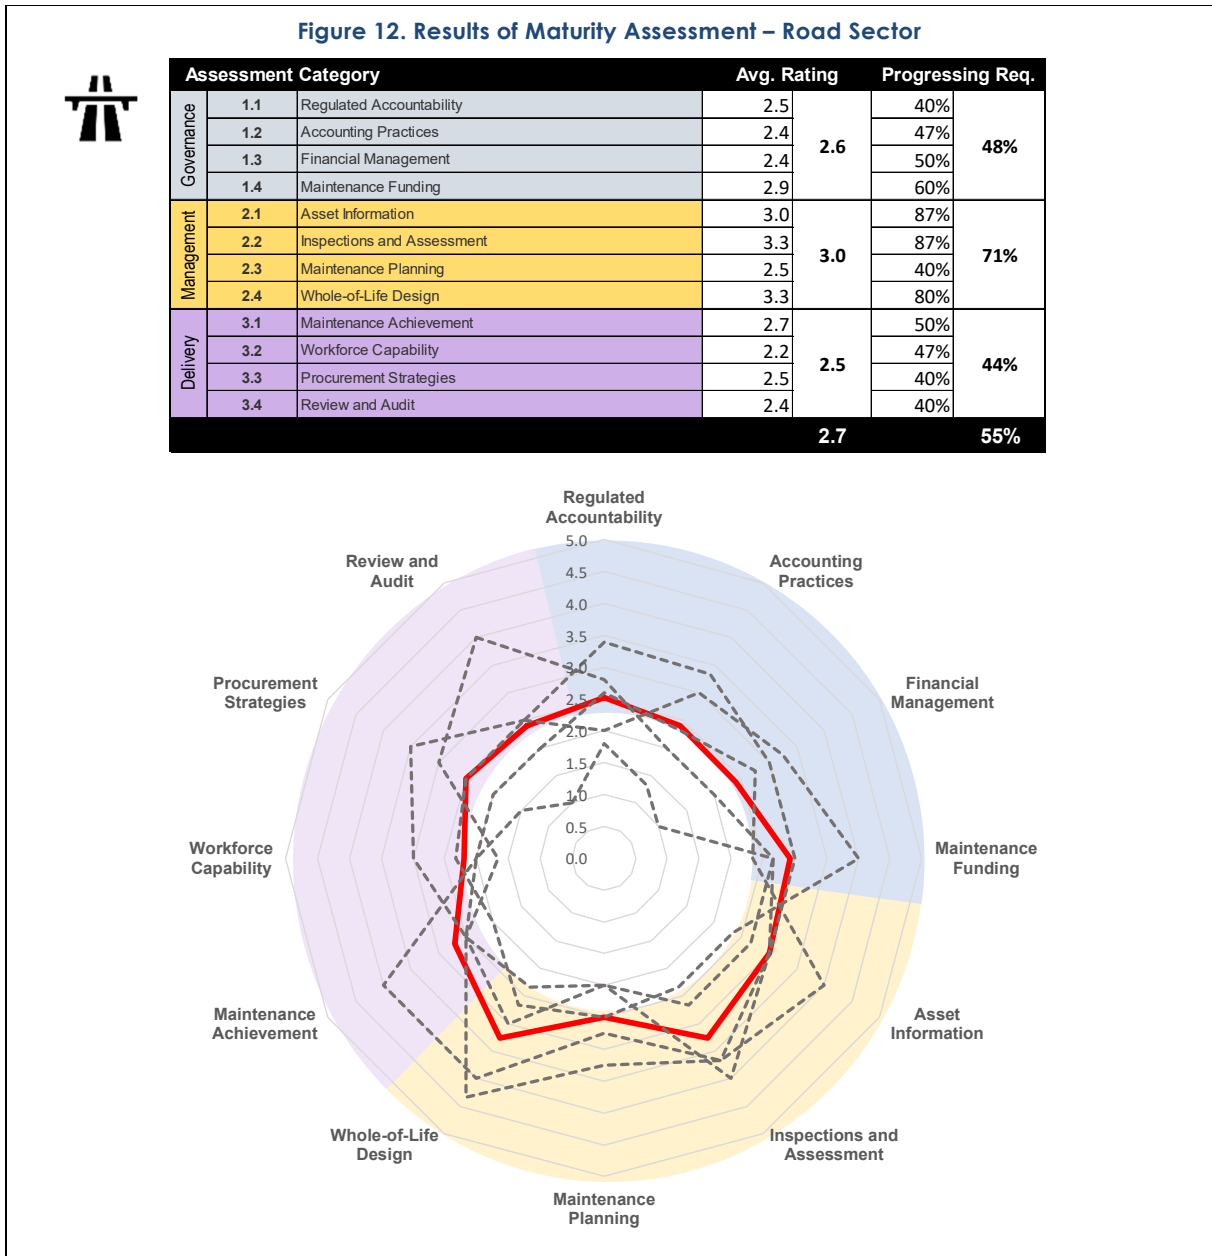 Figure 12. Results of Maturity Assessment – Road Sector
Assessment Category Avg. Rating Progressing Req.
Governance
1.1 Regulated Accountability 2.5 40%
1.2 Accounting Practices 2.4 47%
2.6 48%
1.3 Financial Management 2.4 50%
1.4 Maintenance Funding 2.9 60%
Management
2.1 Asset Information 3.0 87%
2.2 Inspections and Assessment 3.3 87%
3.0 71%
2.3 Maintenance Planning 2.5 40%
2.4 Whole-of-Life Design 3.3 80%
Delivery
3.1 Maintenance Achievement 2.7 50%
3.2 Workforce Capability 2.2 47%
2.5 44%
3.3 Procurement Strategies 2.5 40%
3.4 Review and Audit 2.4 40%
2.7 55%
Regulated
Accountability
Accounting
Practices
Financial
Management
Maintenance
Funding
Asset
Information
Inspections and
Assessment
Maintenance
Planning
Whole-of-Life
Design
Maintenance
Achievement
Workforce
Capability
Procurement
Strategies
Review and
Audit
5.0
4.5
4.0
3.5
3.0
2.5
2.0
1.5
1.0
0.5
0.0